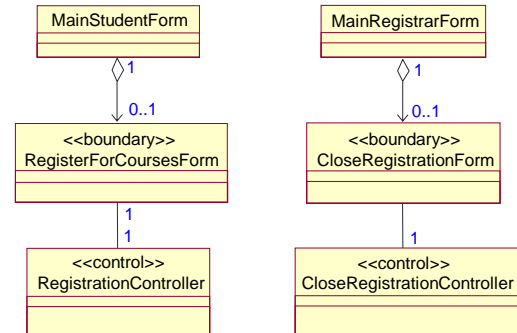 MainStudentForm
1
0..1
<<boundary>>
RegisterForCoursesForm
1
1
<<control>>
RegistrationController
MainRegistrarForm
1
0..1
<<boundary>>
CloseRegistrationForm
1
<<control>>
CloseRegistrationController